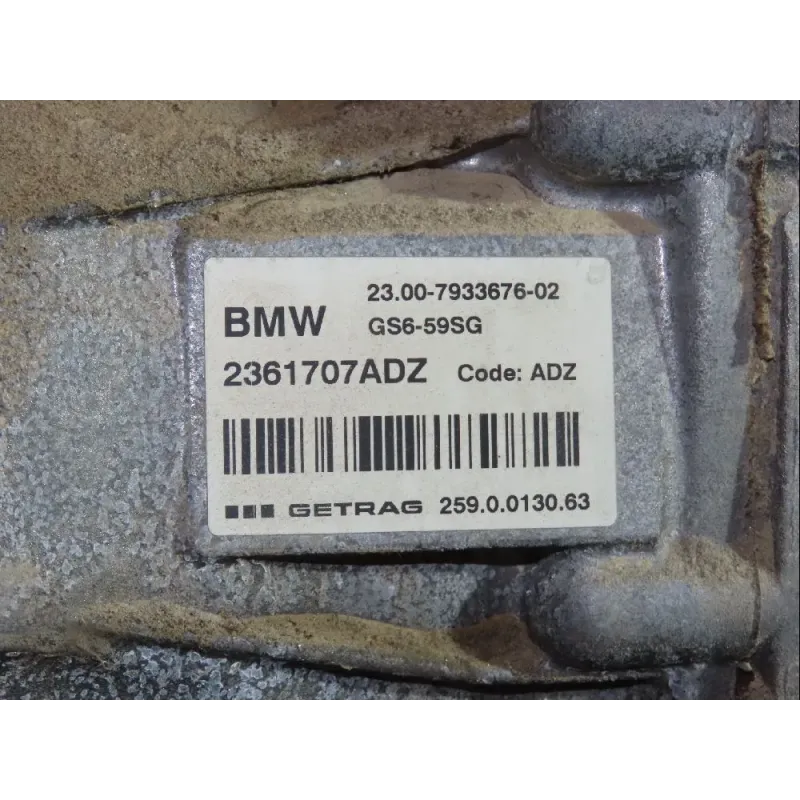 23.00-7933676-02
BMW GS6-59SG
2361707ADZ Code: ADZ
GETRAG 259.0.0130.63